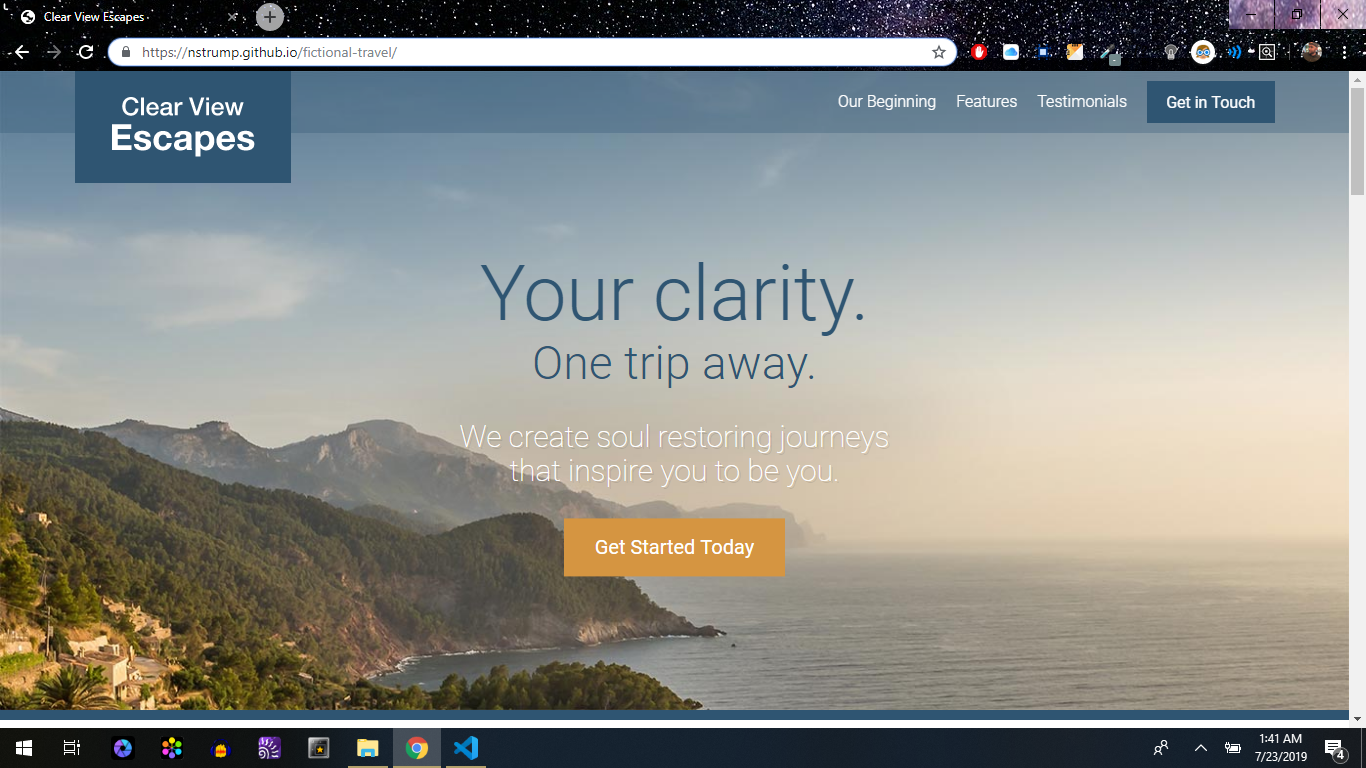 Clear View Escapes
https://nstrump.github.io/fictional-travel/
Clear View
Escapes
Our Beginning
Features
Testimonials
Get in Touch
Your clarity.
One trip away.
We create soul restoring journeys
that inspire you to be you.
Get Started Today
1:41 AM
7/23/2019
4